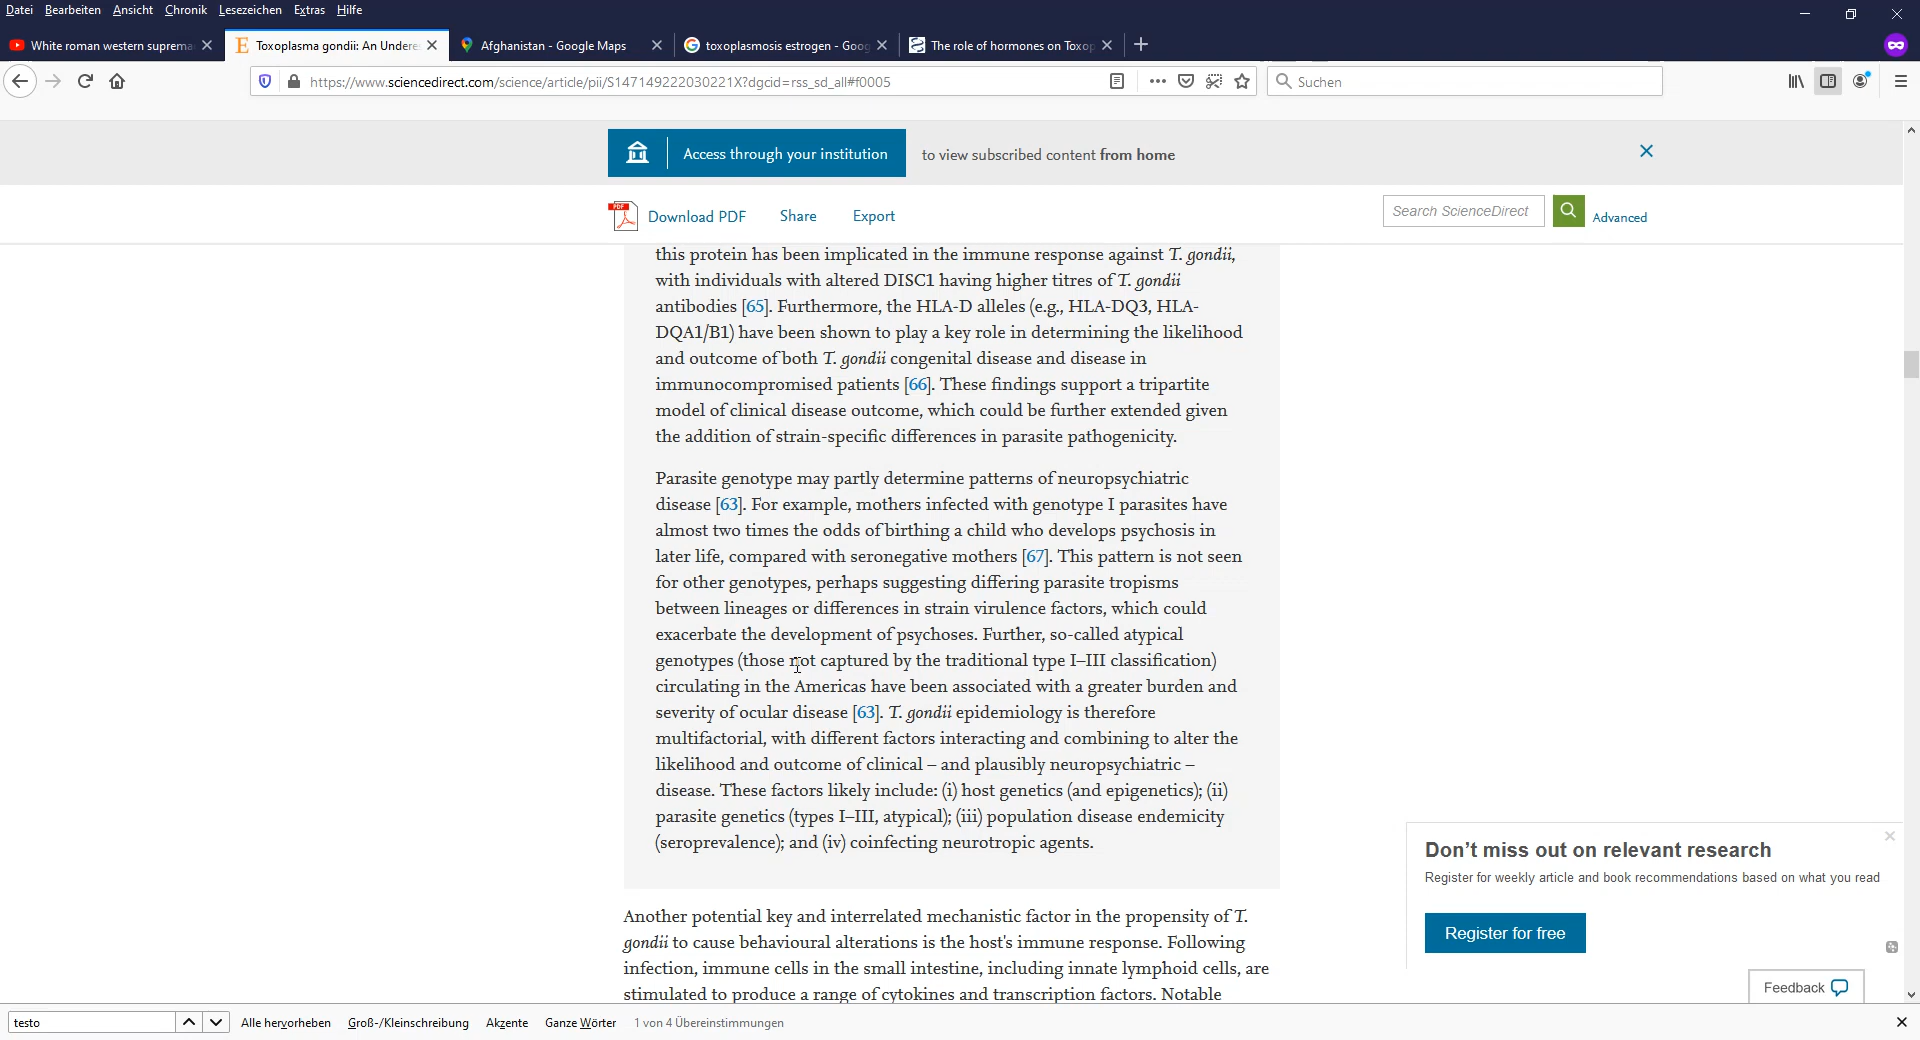 Datei Bearbeiten Ansicht Chronik Lesezeichen Extras Hilfe
White roman western suprema
Toxoplasma gondii: An Undere
Afghanistan - Google Maps
toxoplasmosis estrogen - Goog
The role of hormones on Toxop
https://www.sciencedirect.com/science/article/pii/S147149222030221X?dgcid=rss_sd_all#f0005
Suchen
Access through your institution
to view subscribed content from home
PDF
Download PDF Share Export
Search ScienceDirect
Advanced
this protein has been implicated in the immune response against T. gondii,
with individuals with altered DISC1 having higher titres of T. gondii
antibodies [65]. Furthermore, the HLA-D alleles (e.g., HLA-DQ3, HLA-
DQA1/B1) have been shown to play a key role in determining the likelihood
and outcome of both T. gondii congenital disease and disease in
immunocompromised patients [66]. These findings support a tripartite
model of clinical disease outcome, which could be further extended given
the addition of strain-specific differences in parasite pathogenicity.
Parasite genotype may partly determine patterns of neuropsychiatric
disease [63]. For example, mothers infected with genotype I parasites have
almost two times the odds of birthing a child who develops psychosis in
later life, compared with seronegative mothers [67]. This pattern is not seen
for other genotypes, perhaps suggesting differing parasite tropisms
between lineages or differences in strain virulence factors, which could
exacerbate the development of psychoses. Further, so-called atypical
genotypes (those not captured by the traditional type I–III classification)
circulating in the Americas have been associated with a greater burden and
severity of ocular disease [63]. T. gondii epidemiology is therefore
multifactorial, with different factors interacting and combining to alter the
likelihood and outcome of clinical – and plausibly neuropsychiatric –
disease. These factors likely include: (i) host genetics (and epigenetics); (ii)
parasite genetics (types I–III, atypical); (iii) population disease endemicity
(seroprevalence); and (iv) coinfecting neurotropic agents.
Another potential key and interrelated mechanistic factor in the propensity of T.
gondii to cause behavioural alterations is the host's immune response. Following
infection, immune cells in the small intestine, including innate lymphoid cells, are
stimulated to produce a range of cytokines and transcription factors. Notable
Don't miss out on relevant research
Register for weekly article and book recommendations based on what you read
Register for free
Feedback
testo
Alle hervorheben Groß-/Kleinschreibung Akzente Ganze Wörter 1 von 4 Übereinstimmungen